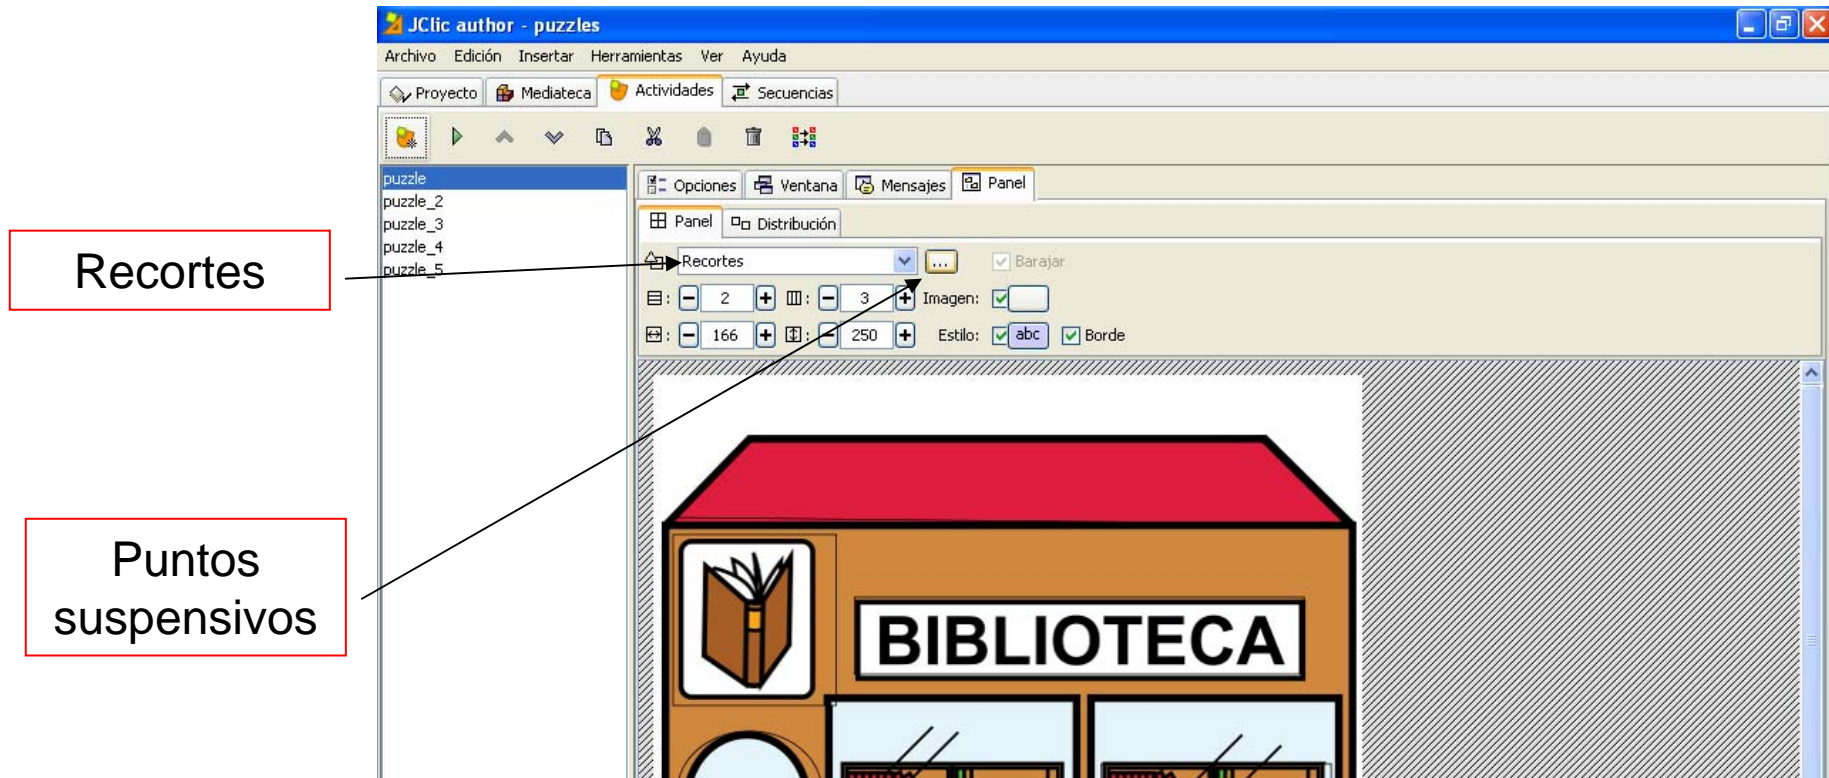 JClic author - puzzles
Archivo Edición Insertar Herramientas Ver Ayuda
Proyecto Mediateca Actividades Secuencias
puzzle
puzzle_2
puzzle_3
puzzle_4
puzzle_5
Opciones Ventana Mensajes Panel
Panel Distribución
Recortes ... Barajar
: 2 : 3 Imagen:
: 166 : 250 Estilo: abc Borde
Recortes
Puntos
suspensivos
BIBLIOTECA